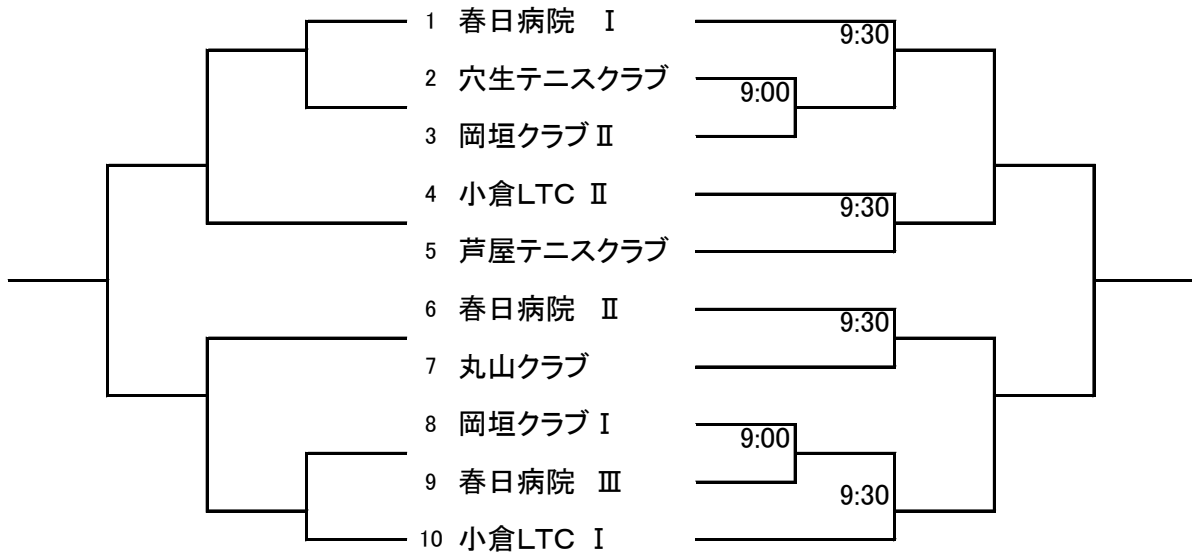 1 春日病院 Ⅰ 9:30
2 穴生テニスクラブ 9:00
3 岡垣クラブⅡ
4 小倉LTC Ⅱ 9:30
5 芦屋テニスクラブ
6 春日病院 Ⅱ 9:30
7 丸山クラブ
8 岡垣クラブⅠ 9:00
9 春日病院 Ⅲ 9:30
10 小倉LTC Ⅰ